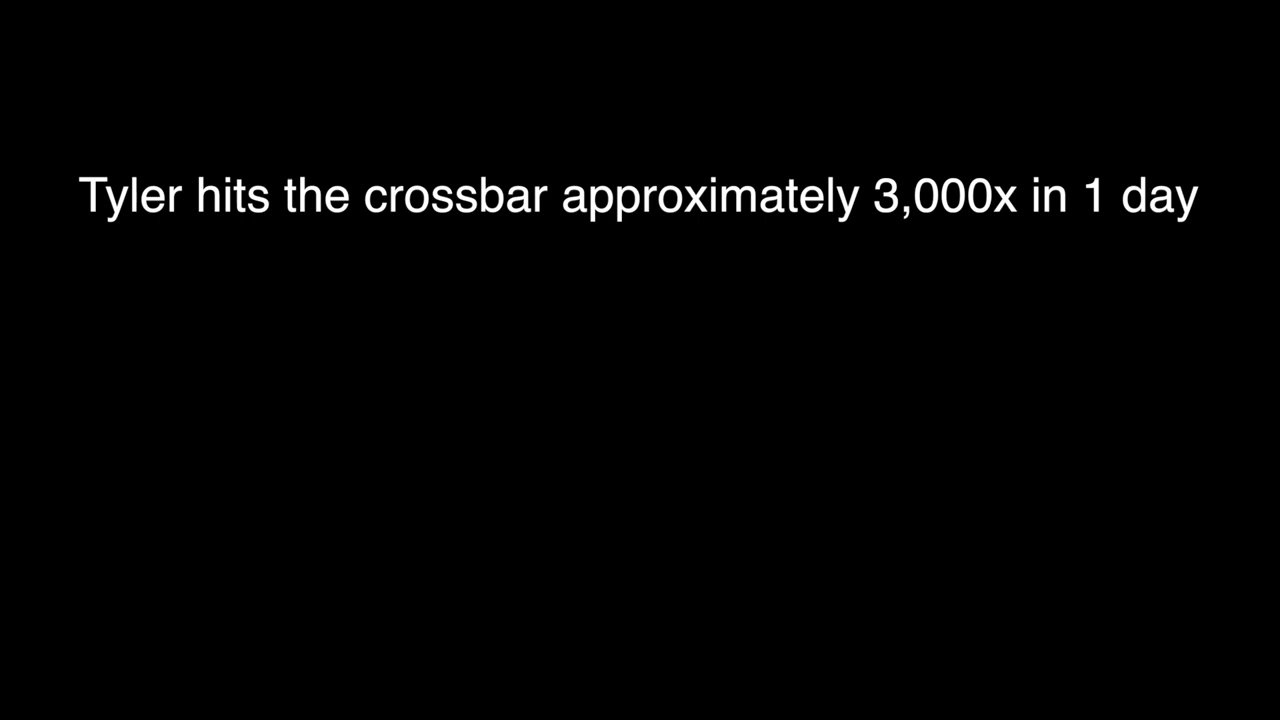 Tyler hits the crossbar approximately 3,000x in 1 day